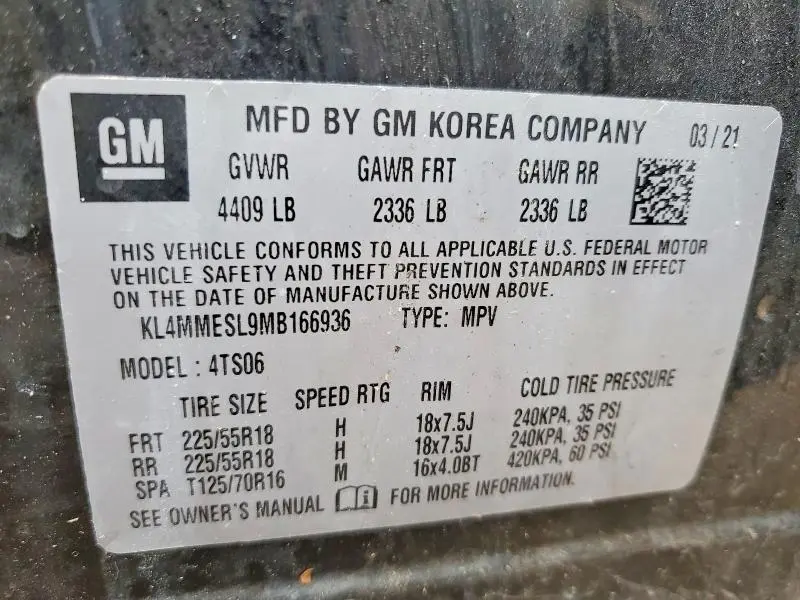 GM
MFD BY GM KOREA COMPANY 03/21
GVWR GAWR FRT GAWR RR
4409 LB 2336 LB 2336 LB
THIS VEHICLE CONFORMS TO ALL APPLICABLE U.S. FEDERAL MOTOR
VEHICLE SAFETY AND THEFT PREVENTION STANDARDS IN EFFECT
ON THE DATE OF MANUFACTURE SHOWN ABOVE.
KL4MMESL9MB166936 TYPE: MPV
MODEL : 4TS06
TIRE SIZE SPEED RTG RIM COLD TIRE PRESSURE
FRT 225/55R18 H 18x7.5J 240KPA, 35 PSI
RR 225/55R18 H 18x7.5J 240KPA, 35 PSI
SPA T125/70R16 M 16x4.0BT 420KPA, 60 PSI
SEE OWNER'S MANUAL i FOR MORE INFORMATION.